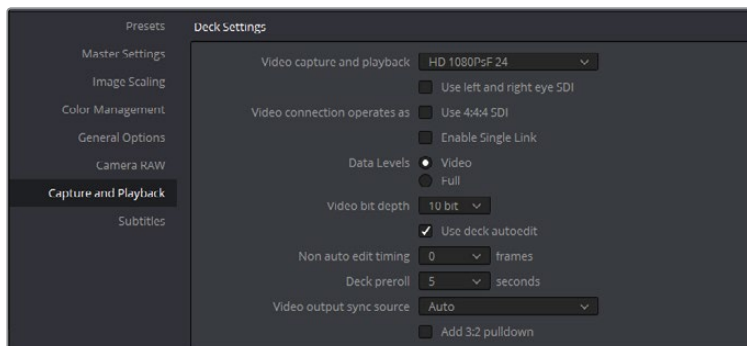 Presets
Master Settings
Image Scaling
Color Management
General Options
Camera RAW
Capture and Playback
Subtitles
Deck Settings
Video capture and playback HD 1080PsF 24
Use left and right eye SDI
Video connection operates as Use 4:4:4 SDI
Enable Single Link
Data Levels Video
Full
Video bit depth 10 bit
Use deck autoedit
Non auto edit timing 0 frames
Deck preroll 5 seconds
Video output sync source Auto
Add 3:2 pulldown